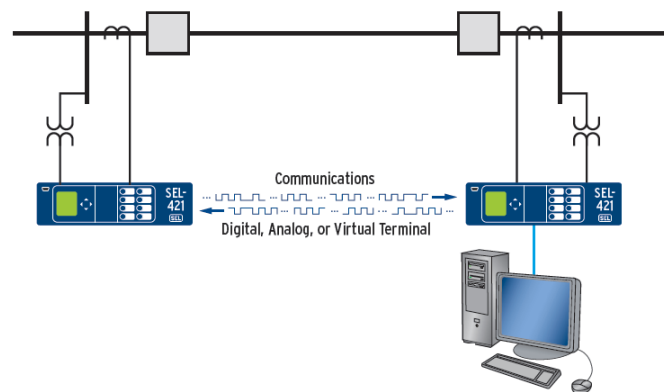 Communications
SEL-
421
SEL
SEL-
421
SEL
Digital, Analog, or Virtual Terminal